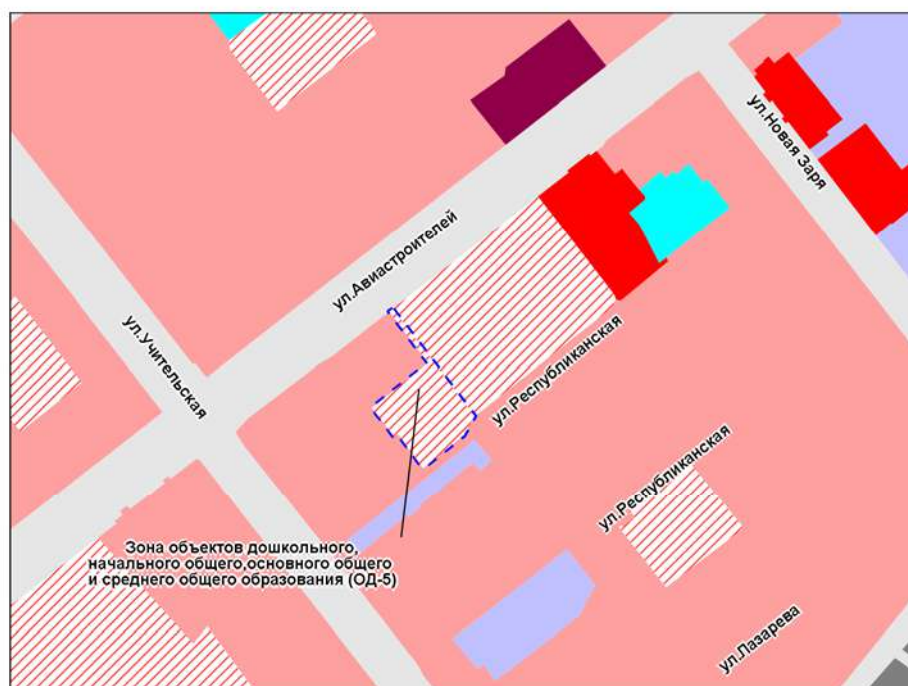 ул.Новая Заря
ул.Авиастроителей
ул.Учительская
ул.Республиканская
ул.Республиканская
Зона объектов дошкольного,
начального общего,основного общего
и среднего общего образования (ОД-5)
ул.Лазарева